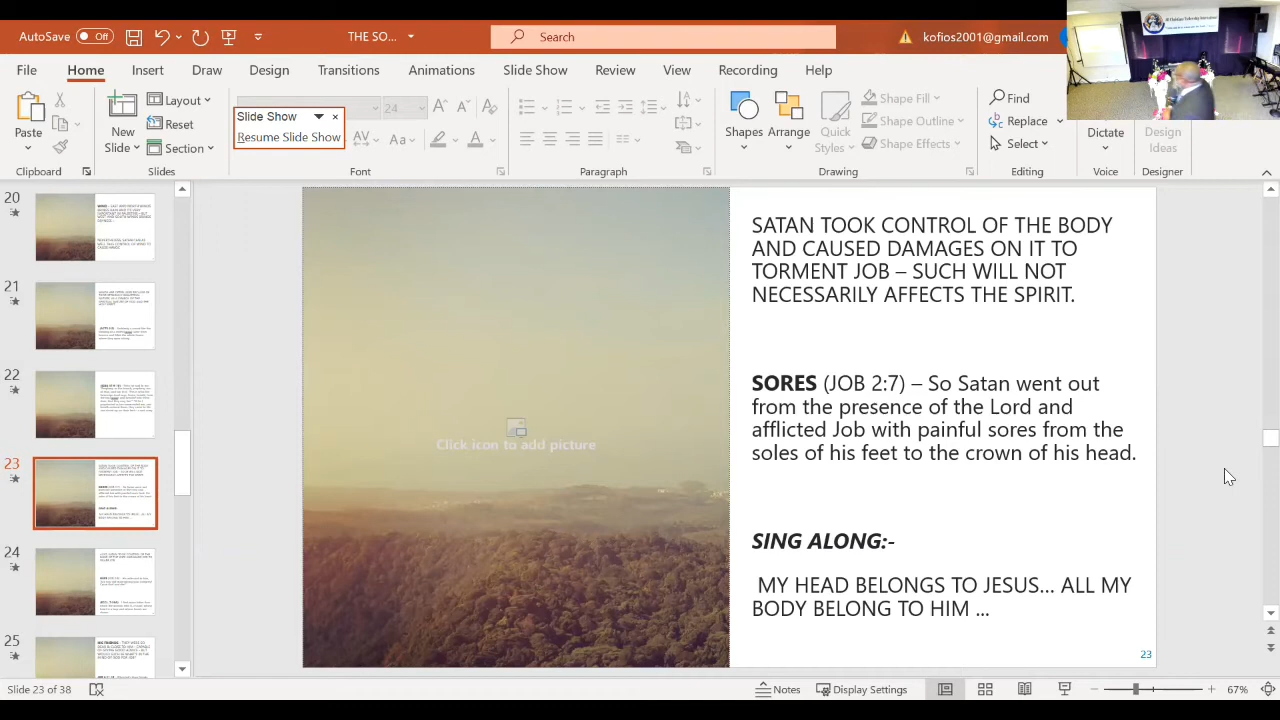 AutoSave Off THE SO... Search kofios2001@gmail.com
File Home Insert Draw Design Transitions Animations Slide Show Review View Recording Help
Paste
New
Slide
Layout
Reset
Section
Slide Show
Resume Slide Show
24
Aa
Shapes
Arrange
Quick
Styles
Shape Fill
Shape Outline
Shape Effects
Find
Replace
Select
Dictate
Design
Ideas
Clipboard Slides Font Paragraph Drawing Editing Voice Designer
20
21
22
23
24
25
Click icon to add picture
SATAN TOOK CONTROL OF THE BODY
AND CAUSED DAMAGES ON IT TO
TORMENT JOB – SUCH WILL NOT
NECESSARILY AFFECTS THE SPIRIT.
SORES (JOB 2:7) – So Satan went out
from the presence of the Lord and
afflicted Job with painful sores from the
soles of his feet to the crown of his head.
SING ALONG:-
MY HEAD BELONGS TO JESUS... ALL MY
BODY BELONG TO HIM ...
23
Slide 23 of 38 Notes Display Settings 67%